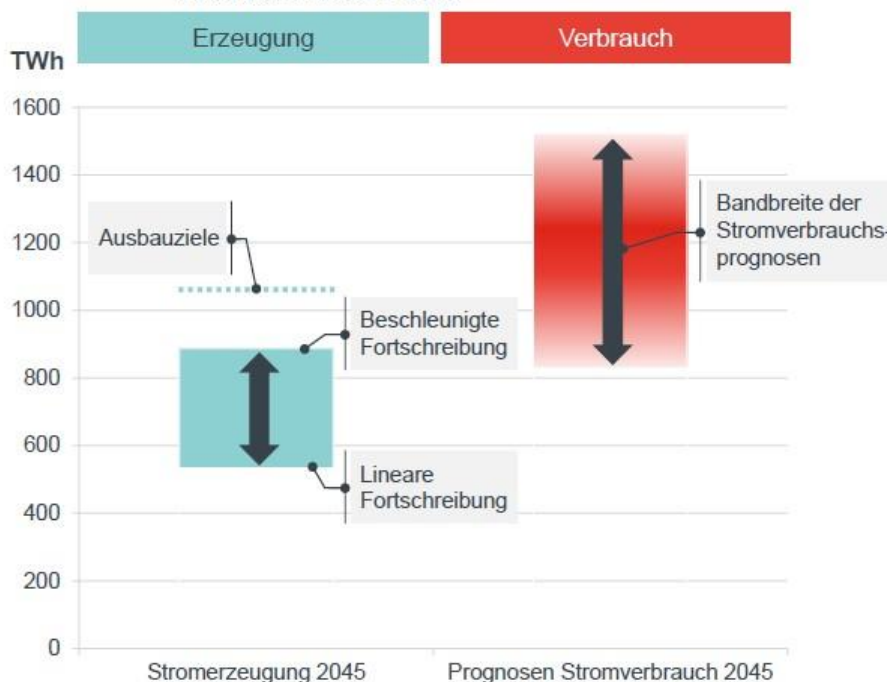 Erzeugung
Verbrauch
TWh
1600
1400
1200
1000
800
600
400
200
0
Ausbauziele
Beschleunigte
Fortschreibung
Lineare
Fortschreibung
Bandbreite der
Stromverbrauchs-
prognosen
Stromerzeugung 2045
Prognosen Stromverbrauch 2045